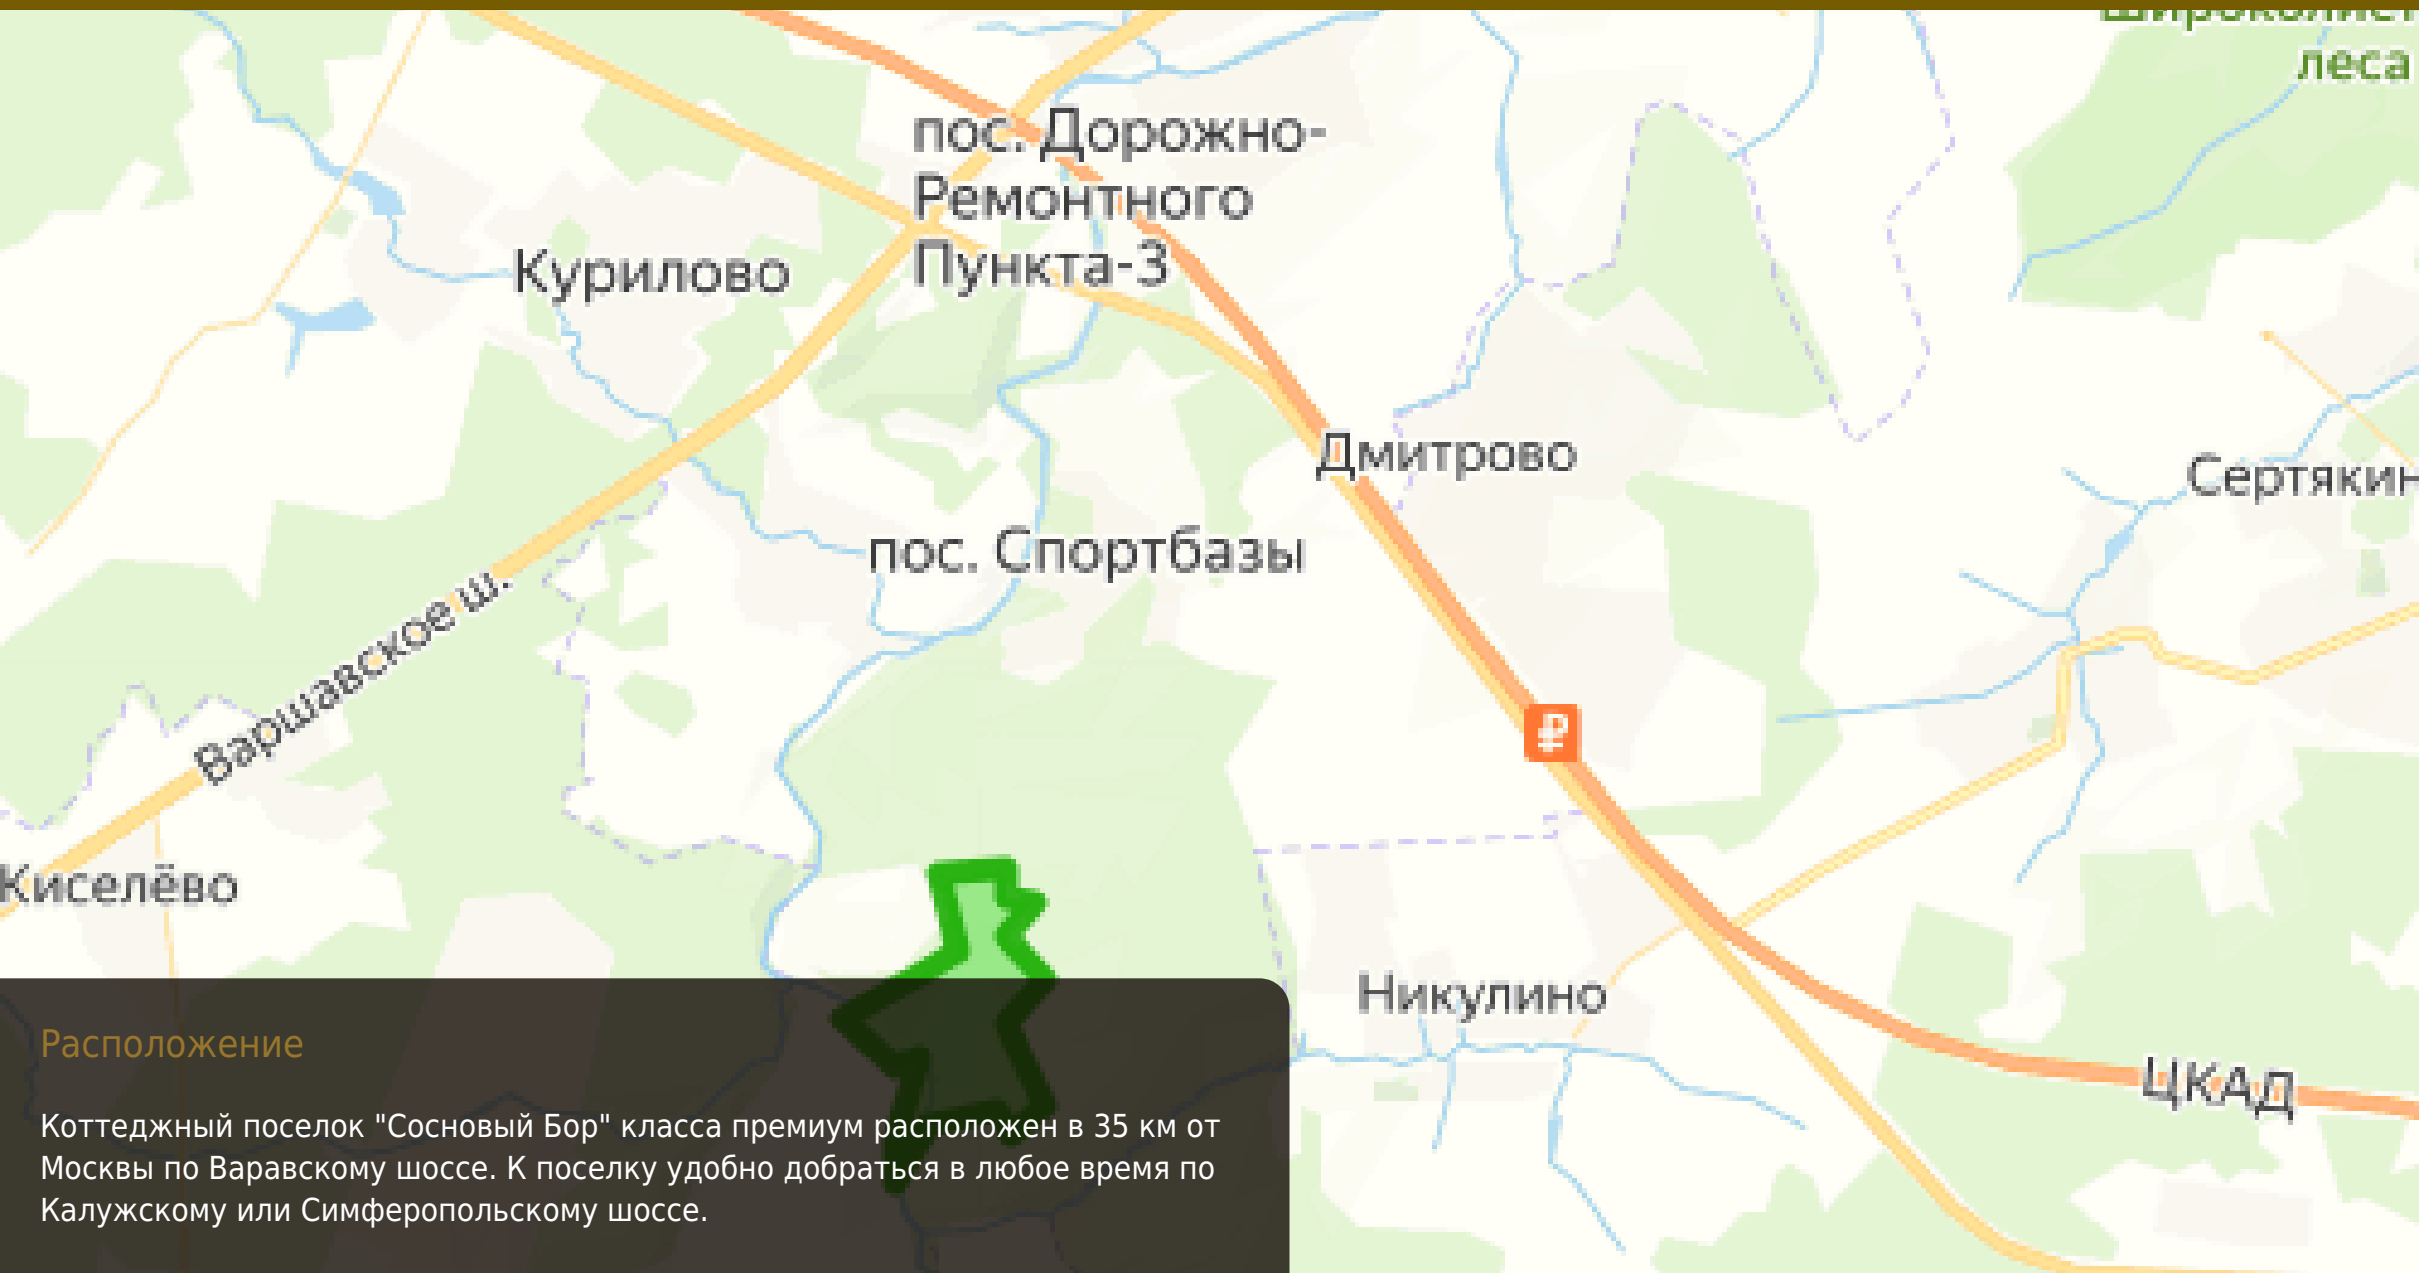 широколист
леса
пос. Дорожно-
Ремонтного
Пункта-3
Курилово
Дмитрово
Сертякин
пос. Спортбазы
Варшавское ш.
₽
Киселёво
Никулино
ЦКАД
Расположение
Коттеджный поселок "Сосновый Бор" класса премиум расположен в 35 км от
Москвы по Варавскому шоссе. К поселку удобно добраться в любое время по
Калужскому или Симферопольскому шоссе.